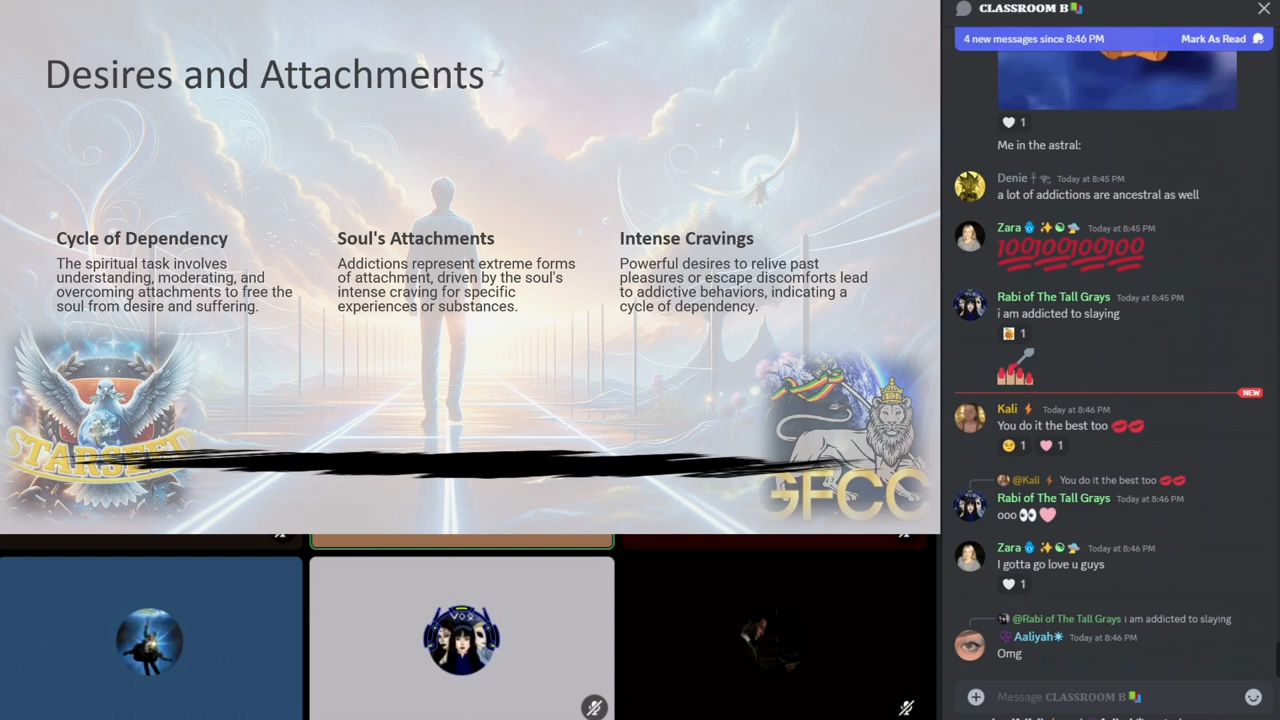 Desires and Attachments
Cycle of Dependency
The spiritual task involves
understanding, moderating, and
overcoming attachments to free the
soul from desire and suffering.
Soul's Attachments
Addictions represent extreme forms
of attachment, driven by the soul's
intense craving for specific
experiences or substances.
Intense Cravings
Powerful desires to relive past
pleasures or escape discomforts lead
to addictive behaviors, indicating a
cycle of dependency.
STARSEED
GFCC
VOX
CLASSROOM B
4 new messages since 8:46 PM Mark As Read
1
Me in the astral:
Denie Today at 8:45 PM
a lot of addictions are ancestral as well
Zara Today at 8:45 PM
💯💯💯💯
Rabi of The Tall Grays Today at 8:45 PM
i am addicted to slaying
1
💅
NEW
Kali ⚡ Today at 8:46 PM
You do it the best too 💋💋
1 1
@Kali ⚡ You do it the best too 💋💋
Rabi of The Tall Grays Today at 8:46 PM
ooo 👀🩷
Zara Today at 8:46 PM
I gotta go love u guys
1
@Rabi of The Tall Grays i am addicted to slaying
Aaliyah Today at 8:46 PM
Omg
Message CLASSROOM B